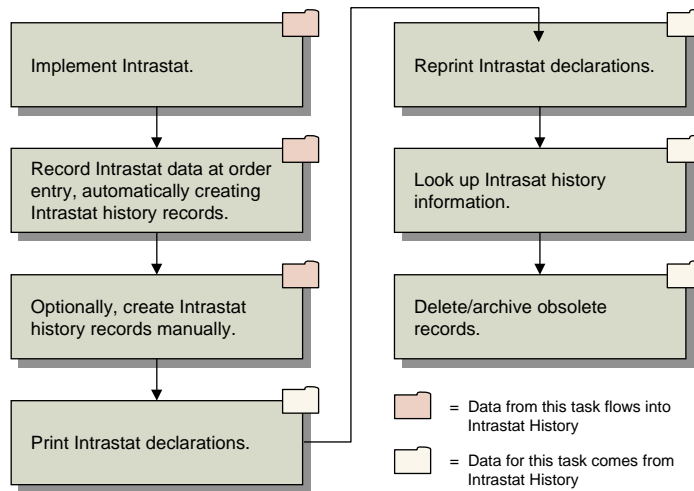 Implement Intrastat.
Record Intrastat data at order
entry, automatically creating
Intrastat history records.
Optionally, create Intrastat
history records manually.
Print Intrastat declarations.
Reprint Intrastat declarations.
Look up Intrasat history
information.
Delete/archive obsolete
records.
= Data from this task flows into
Intrastat History
= Data for this task comes from
Intrastat History